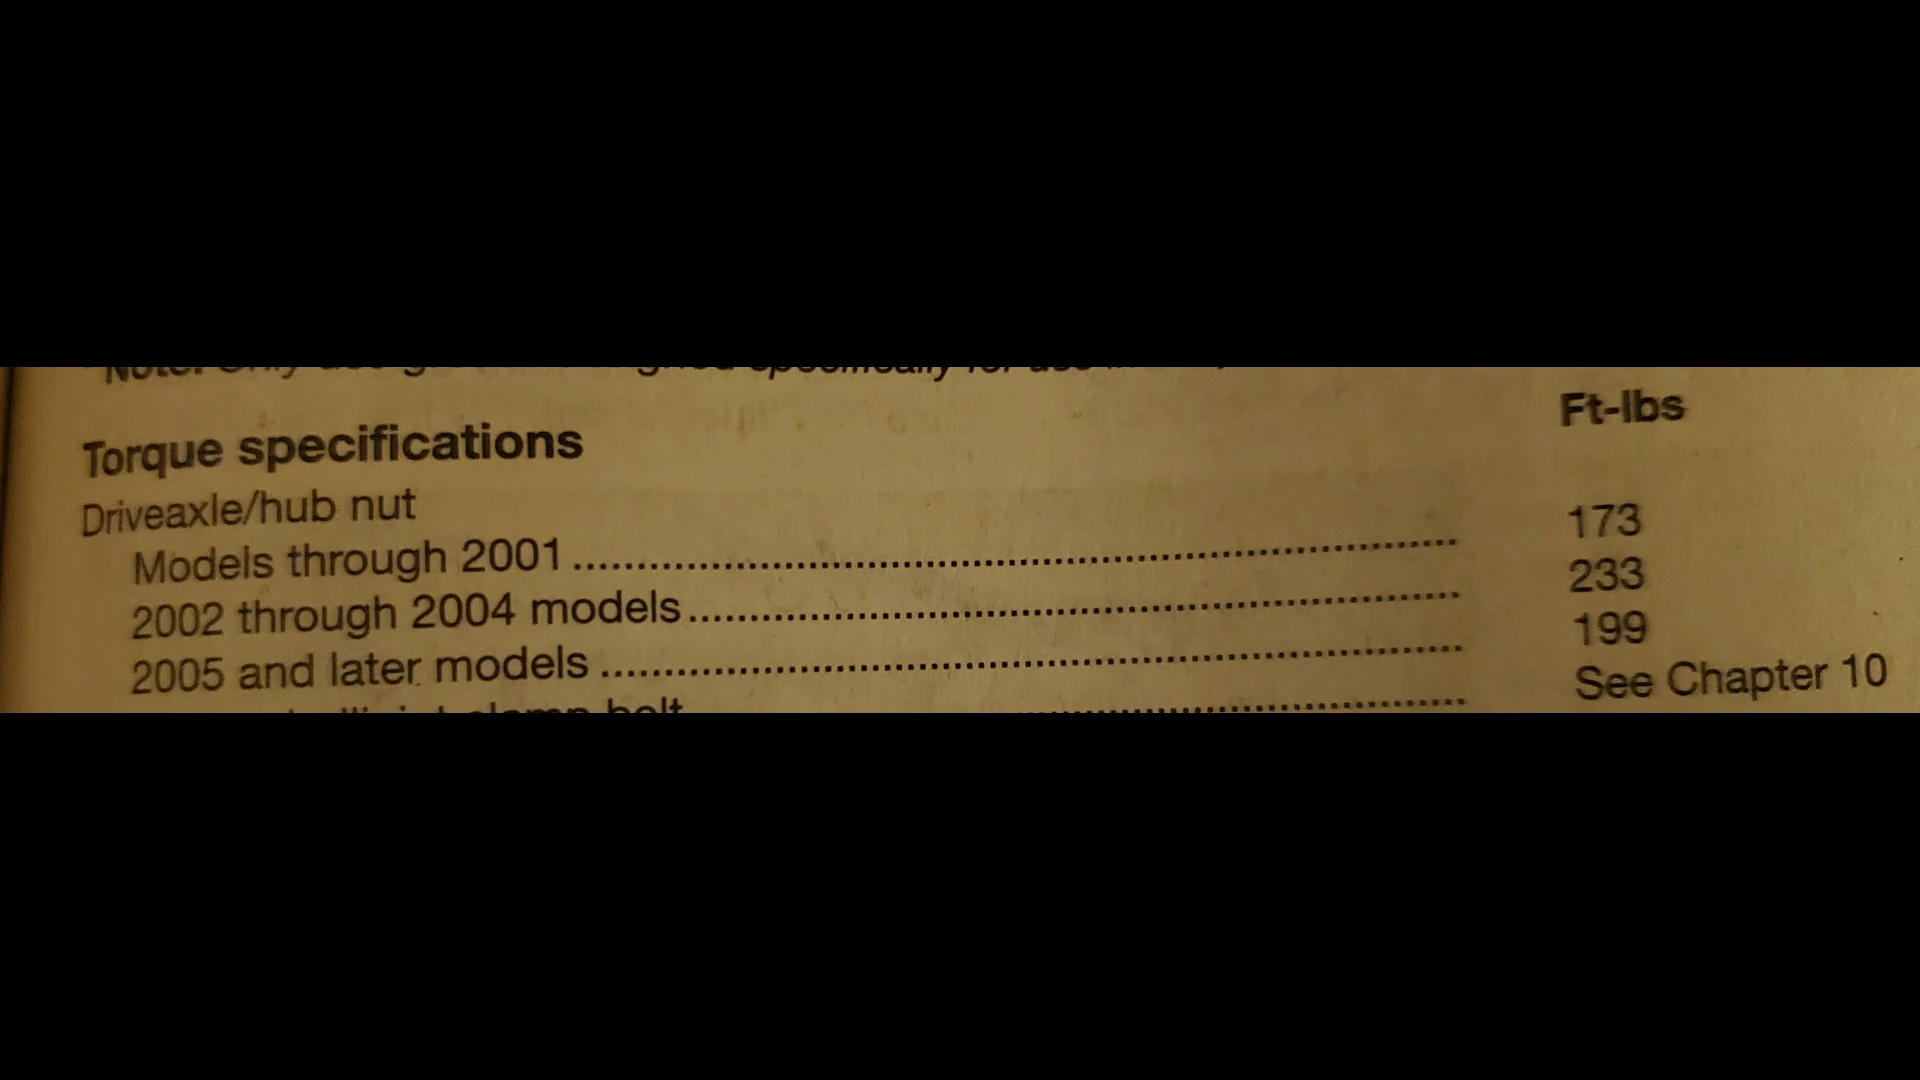 Ft-lbs
Torque specifications
Driveaxle/hub nut
Models through 2001 ........ 173
2002 through 2004 models ........ 233
2005 and later models ........ 199
bolt ........ See Chapter 10